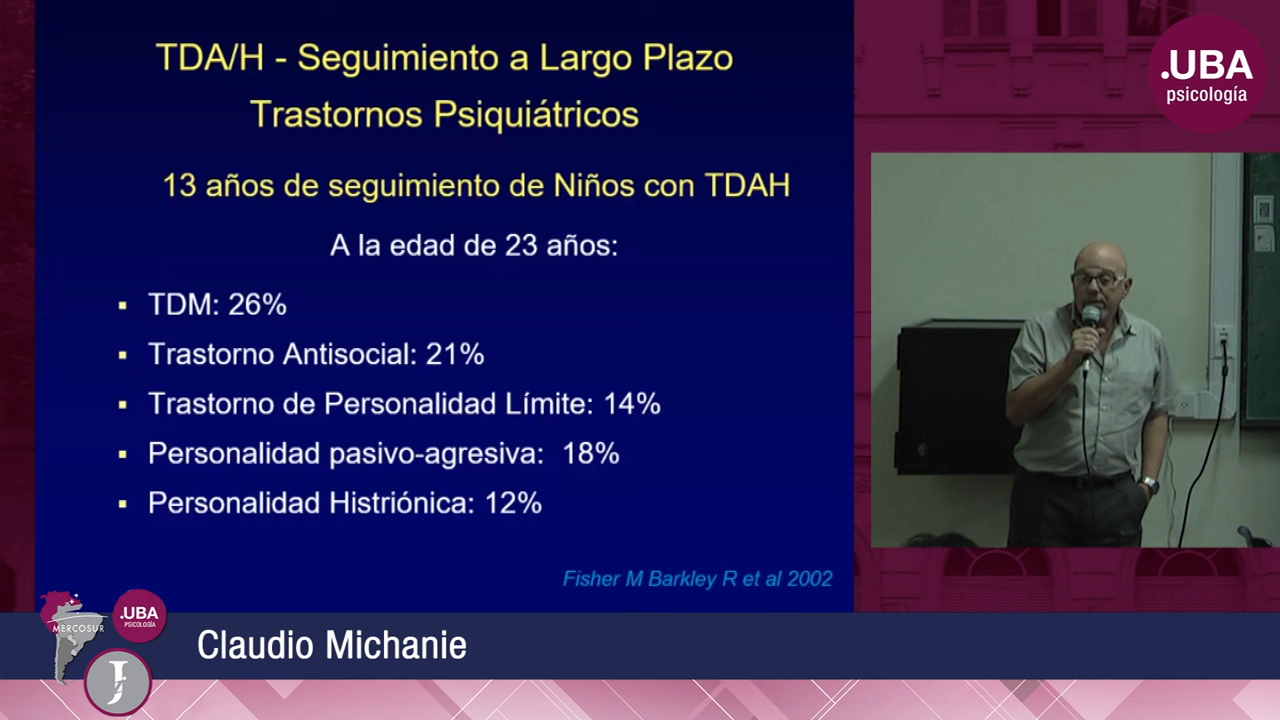 TDA/H - Seguimiento a Largo Plazo
Trastornos Psiquiátricos
13 años de seguimiento de Niños con TDAH
A la edad de 23 años:
▪ TDM: 26%
▪ Trastorno Antisocial: 21%
▪ Trastorno de Personalidad Límite: 14%
▪ Personalidad pasivo-agresiva: 18%
▪ Personalidad Histriónica: 12%
Fisher M Barkley R et al 2002
.UBA
psicología
MERCOSUR
.UBA
PSICOLOGÍA
J
Claudio Michanie